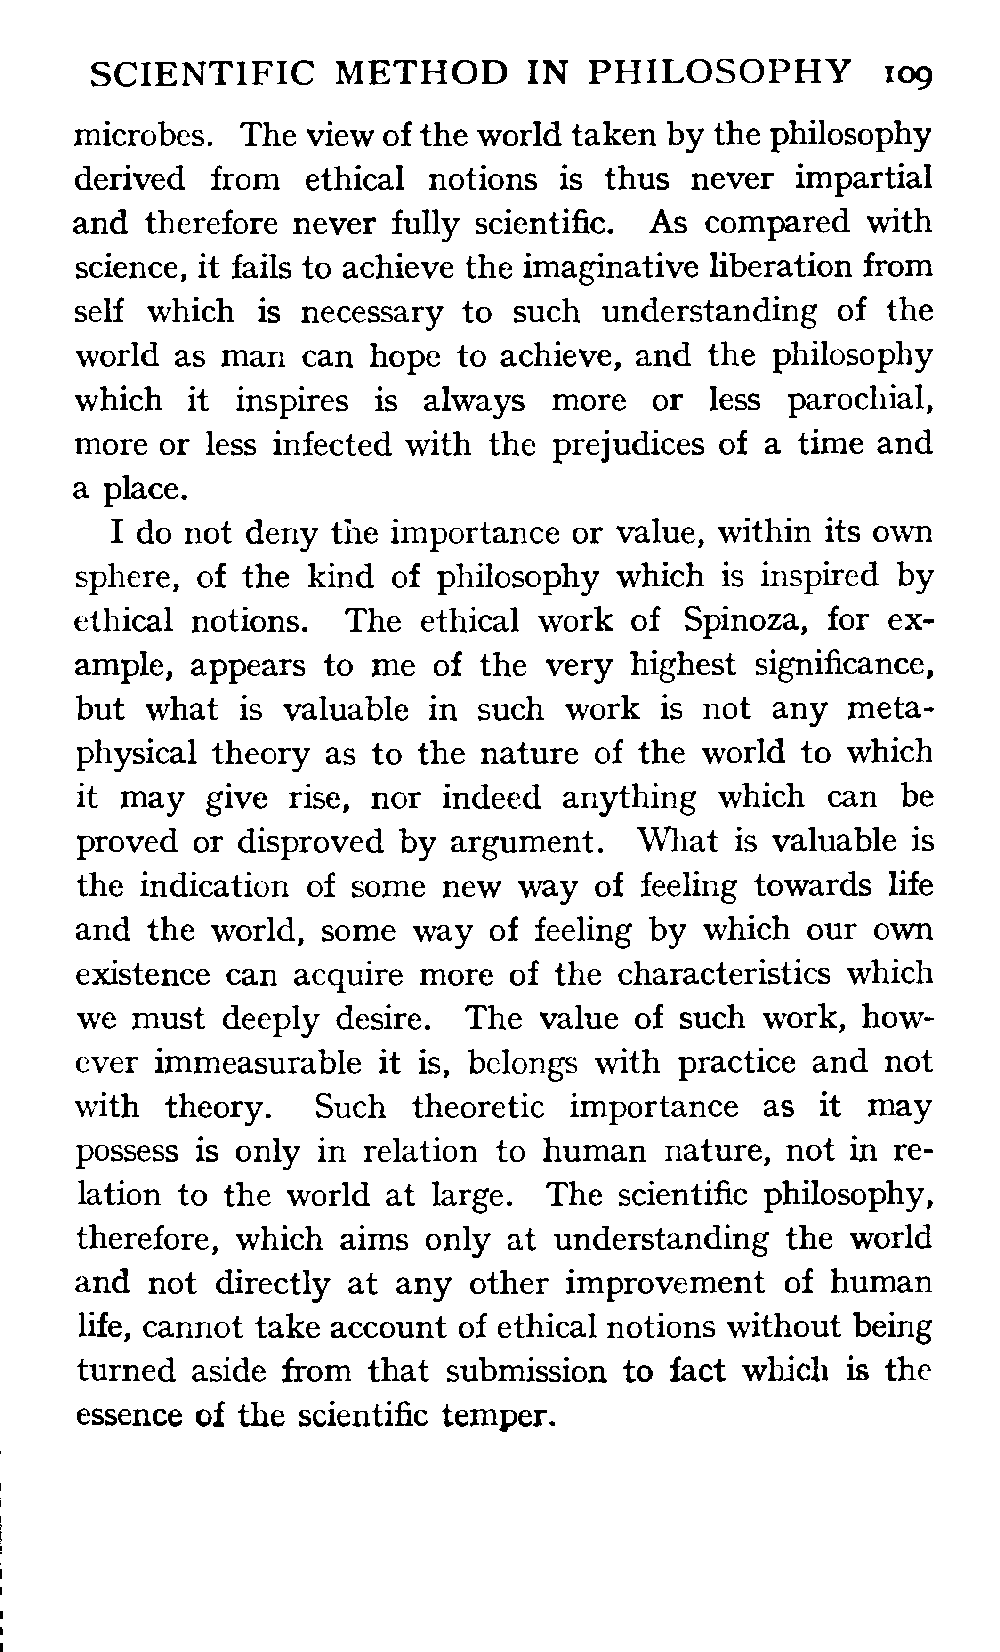 SCIENTIFIC METHOD IN PHILOSOPHY 109
microbes. The view of the world taken by the philosophy
derived from ethical notions is thus never impartial
and therefore never fully scientific. As compared with
science, it fails to achieve the imaginative liberation from
self which is necessary to such understanding of the
world as man can hope to achieve, and the philosophy
which it inspires is always more or less parochial,
more or less infected with the prejudices of a time and
a place.
I do not deny the importance or value, within its own
sphere, of the kind of philosophy which is inspired by
ethical notions. The ethical work of Spinoza, for ex-
ample, appears to me of the very highest significance,
but what is valuable in such work is not any meta-
physical theory as to the nature of the world to which
it may give rise, nor indeed anything which can be
proved or disproved by argument. What is valuable is
the indication of some new way of feeling towards life
and the world, some way of feeling by which our own
existence can acquire more of the characteristics which
we must deeply desire. The value of such work, how-
ever immeasurable it is, belongs with practice and not
with theory. Such theoretic importance as it may
possess is only in relation to human nature, not in re-
lation to the world at large. The scientific philosophy,
therefore, which aims only at understanding the world
and not directly at any other improvement of human
life, cannot take account of ethical notions without being
turned aside from that submission to fact which is the
essence of the scientific temper.